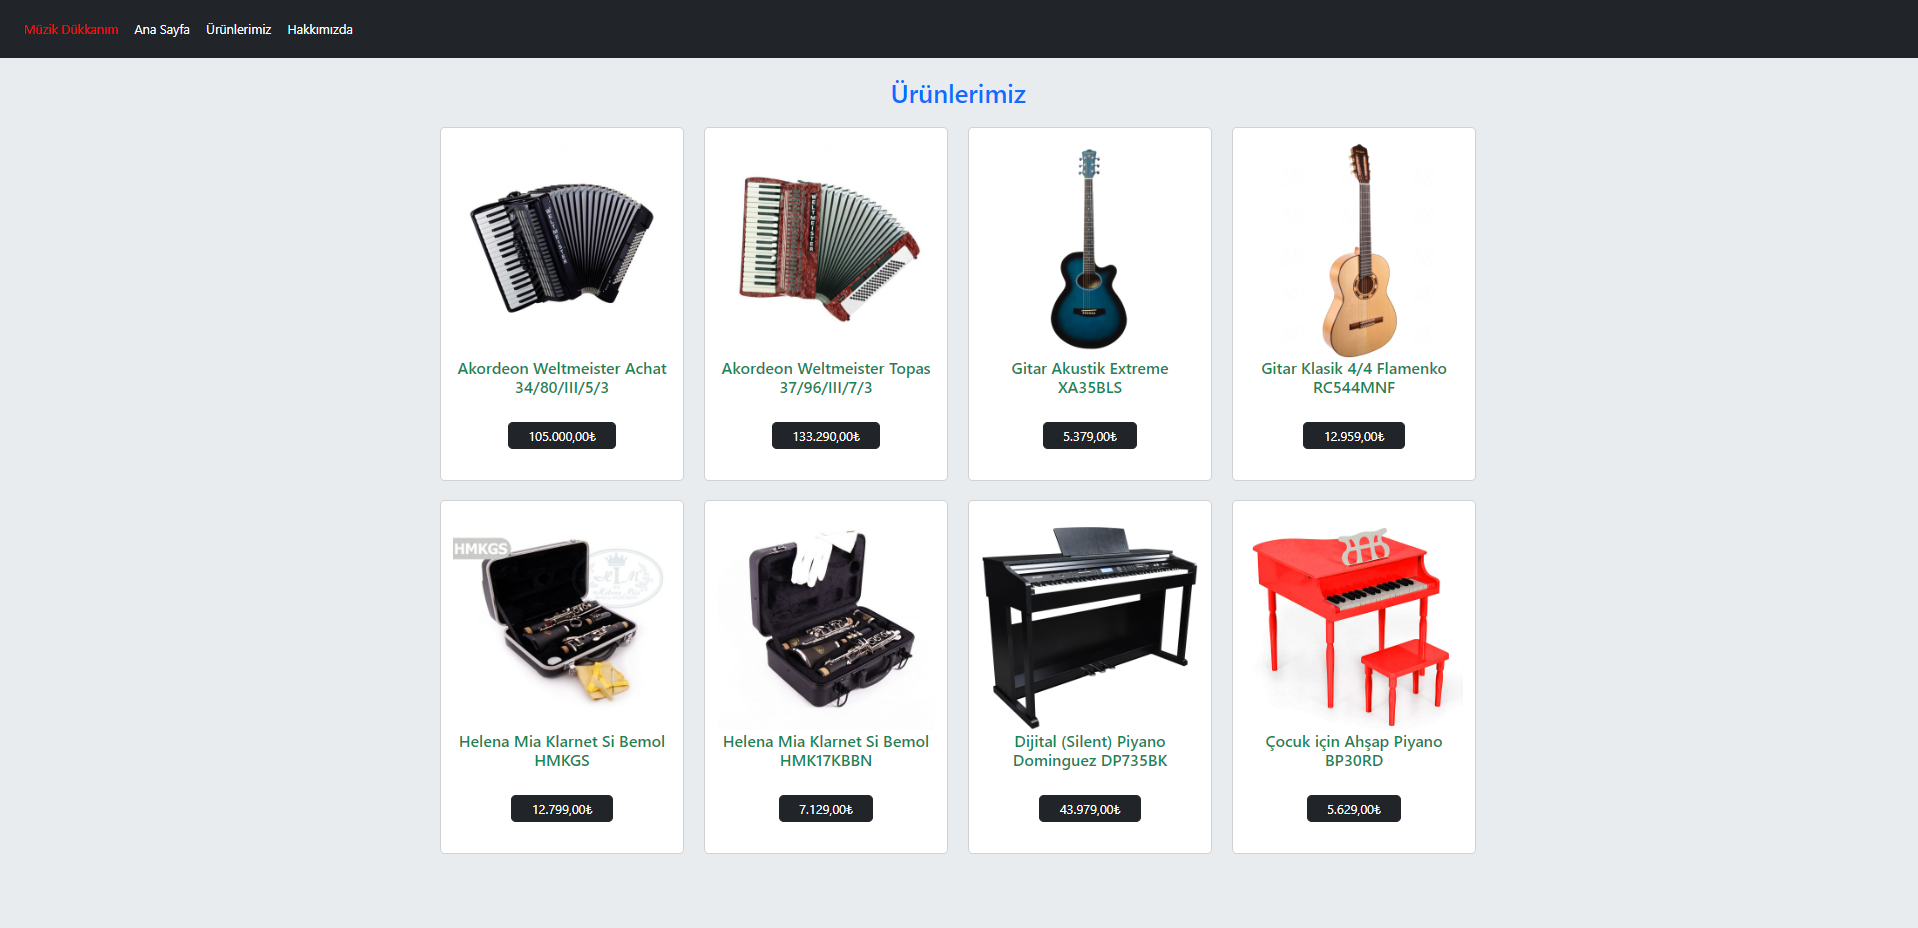 Müzik Dükkanım Ana Sayfa Ürünlerimiz Hakkımızda
Ürünlerimiz
WELTMEISTER
Akordeon Weltmeister Achat
34/80/III/5/3
105.000,00₺
Akordeon Weltmeister Topas
37/96/III/7/3
133.290,00₺
Gitar Akustik Extreme
XA35BLS
5.379,00₺
Gitar Klasik 4/4 Flamenko
RC544MNF
12.959,00₺
HMKGS
Helena Mia Klarnet Si Bemol
HMKGS
12.799,00₺
Helena Mia Klarnet Si Bemol
HMK17KBBN
7.129,00₺
Dijital (Silent) Piyano
Dominguez DP735BK
43.979,00₺
Çocuk için Ahşap Piyano
BP30RD
5.629,00₺